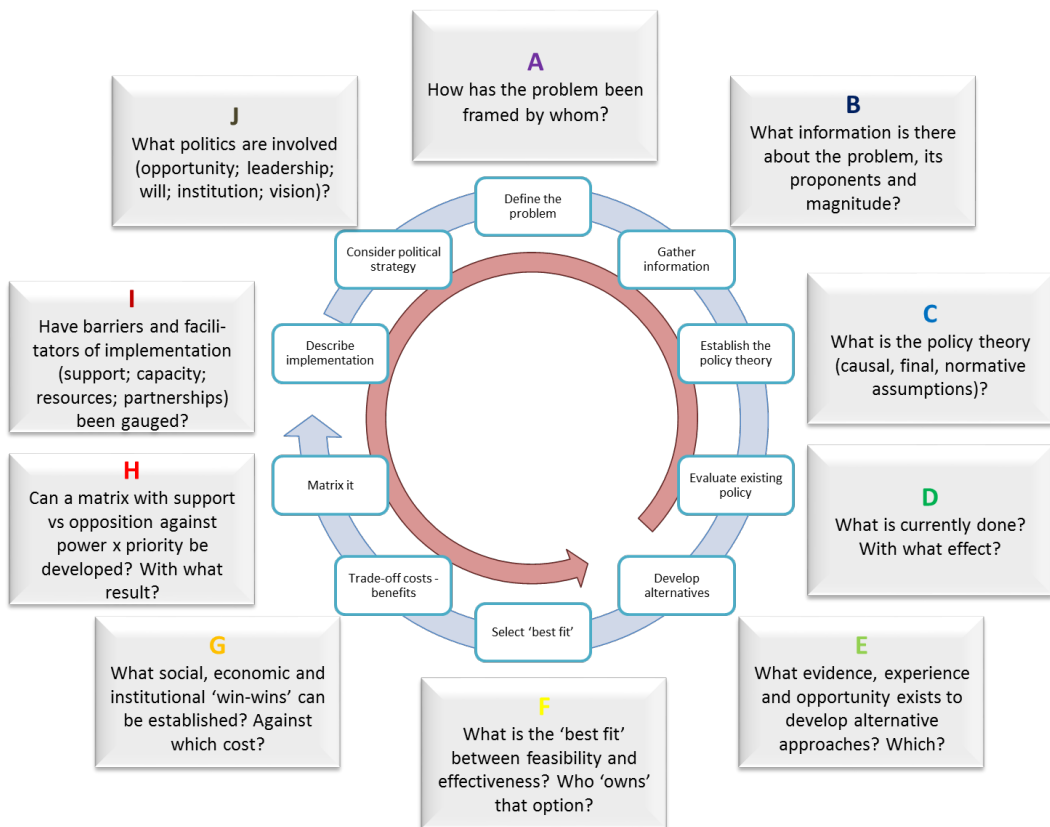 A
How has the problem been
framed by whom?
B
What information is there
about the problem, its
proponents and
magnitude?
C
What is the policy theory
(causal, final, normative
assumptions)?
D
What is currently done?
With what effect?
E
What evidence, experience
and opportunity exists to
develop alternative
approaches? Which?
F
What is the ‘best fit’
between feasibility and
effectiveness? Who ‘owns’
that option?
G
What social, economic and
institutional ‘win-wins’ can
be established? Against
which cost?
H
Can a matrix with support
vs opposition against
power x priority be
developed? With what
result?
I
Have barriers and facili-
tators of implementation
(support; capacity;
resources; partnerships)
been gauged?
J
What politics are involved
(opportunity; leadership;
will; institution; vision)?
Define the
problem
Gather
information
Establish the
policy theory
Evaluate existing
policy
Develop
alternatives
Select ‘best fit’
Trade-off costs -
benefits
Matrix it
Describe
implementation
Consider political
strategy